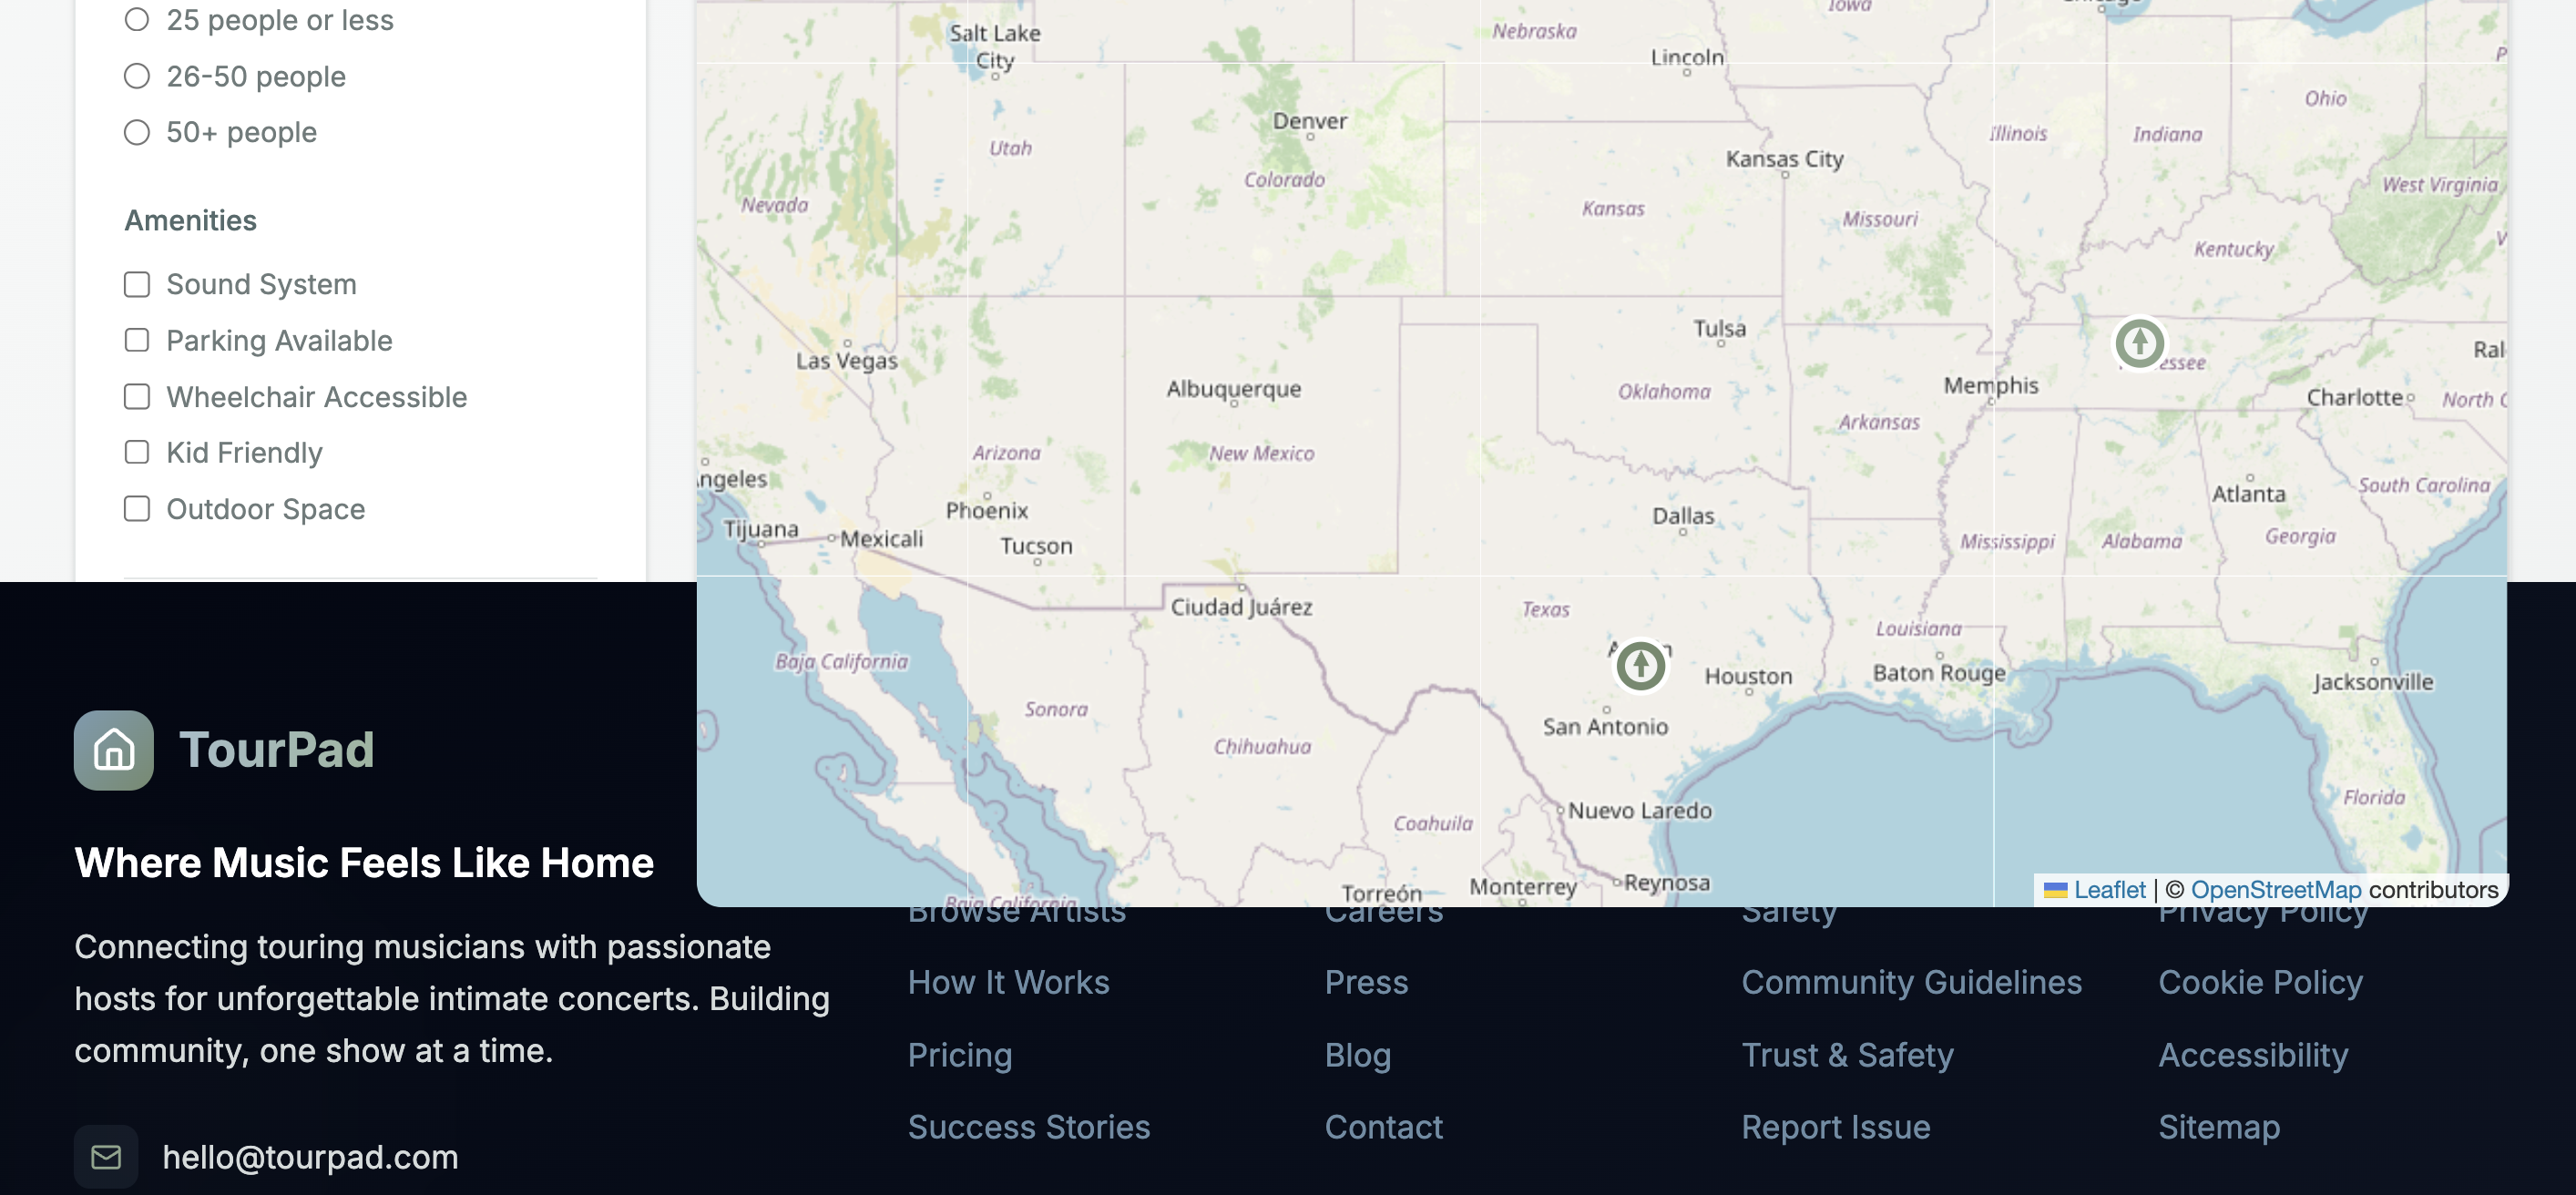 25 people or less
26-50 people
50+ people
Amenities
Sound System
Parking Available
Wheelchair Accessible
Kid Friendly
Outdoor Space
Iowa
Salt Lake
City
Nebraska
Lincoln
Ohio
Denver
Utah
Illinois
Indiana
Kansas City
Colorado
West Virginia
Nevada
Kansas
Missouri
Kentucky
Tulsa
Las Vegas
Albuquerque
Oklahoma
Memphis
essee
Ral
Charlotte
North C
Arkansas
Arizona
New Mexico
ngeles
Phoenix
Atlanta
South Carolina
Tijuana
Mexicali
Tucson
Dallas
Mississippi
Alabama
Georgia
Ciudad Juárez
Texas
Louisiana
Baja California
Houston
Baton Rouge
Jacksonville
Sonora
San Antonio
Chihuahua
Nuevo Laredo
Coahuila
Florida
Torreón
Monterrey
Reynosa
Baja California
Leaflet | © OpenStreetMap contributors
TourPad
Where Music Feels Like Home
Connecting touring musicians with passionate
hosts for unforgettable intimate concerts. Building
community, one show at a time.
hello@tourpad.com
Browse Artists
How It Works
Pricing
Success Stories
Careers
Press
Blog
Contact
Safety
Community Guidelines
Trust & Safety
Report Issue
Privacy Policy
Cookie Policy
Accessibility
Sitemap